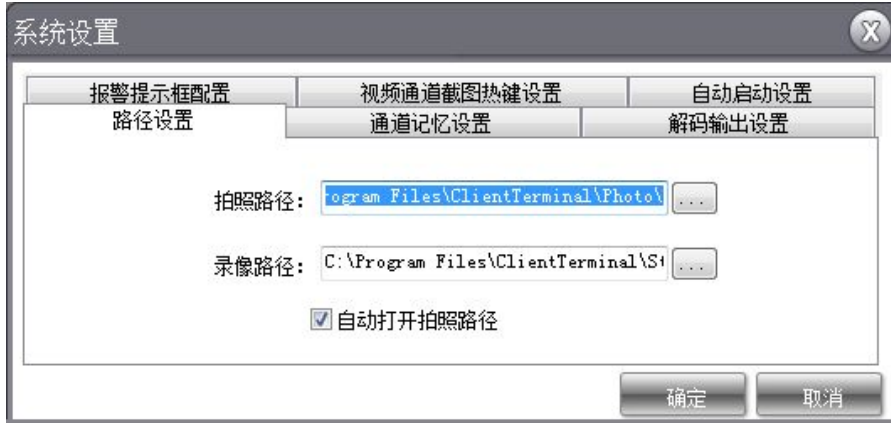 系统设置
报警提示框配置 视频通道截图热键设置 自动启动设置
路径设置 通道记忆设置 解码输出设置
拍照路径: rogram Files\ClientTerminal\Photo\ ...
录像路径: C:\Program Files\ClientTerminal\St ...
自动打开拍照路径
确定 取消